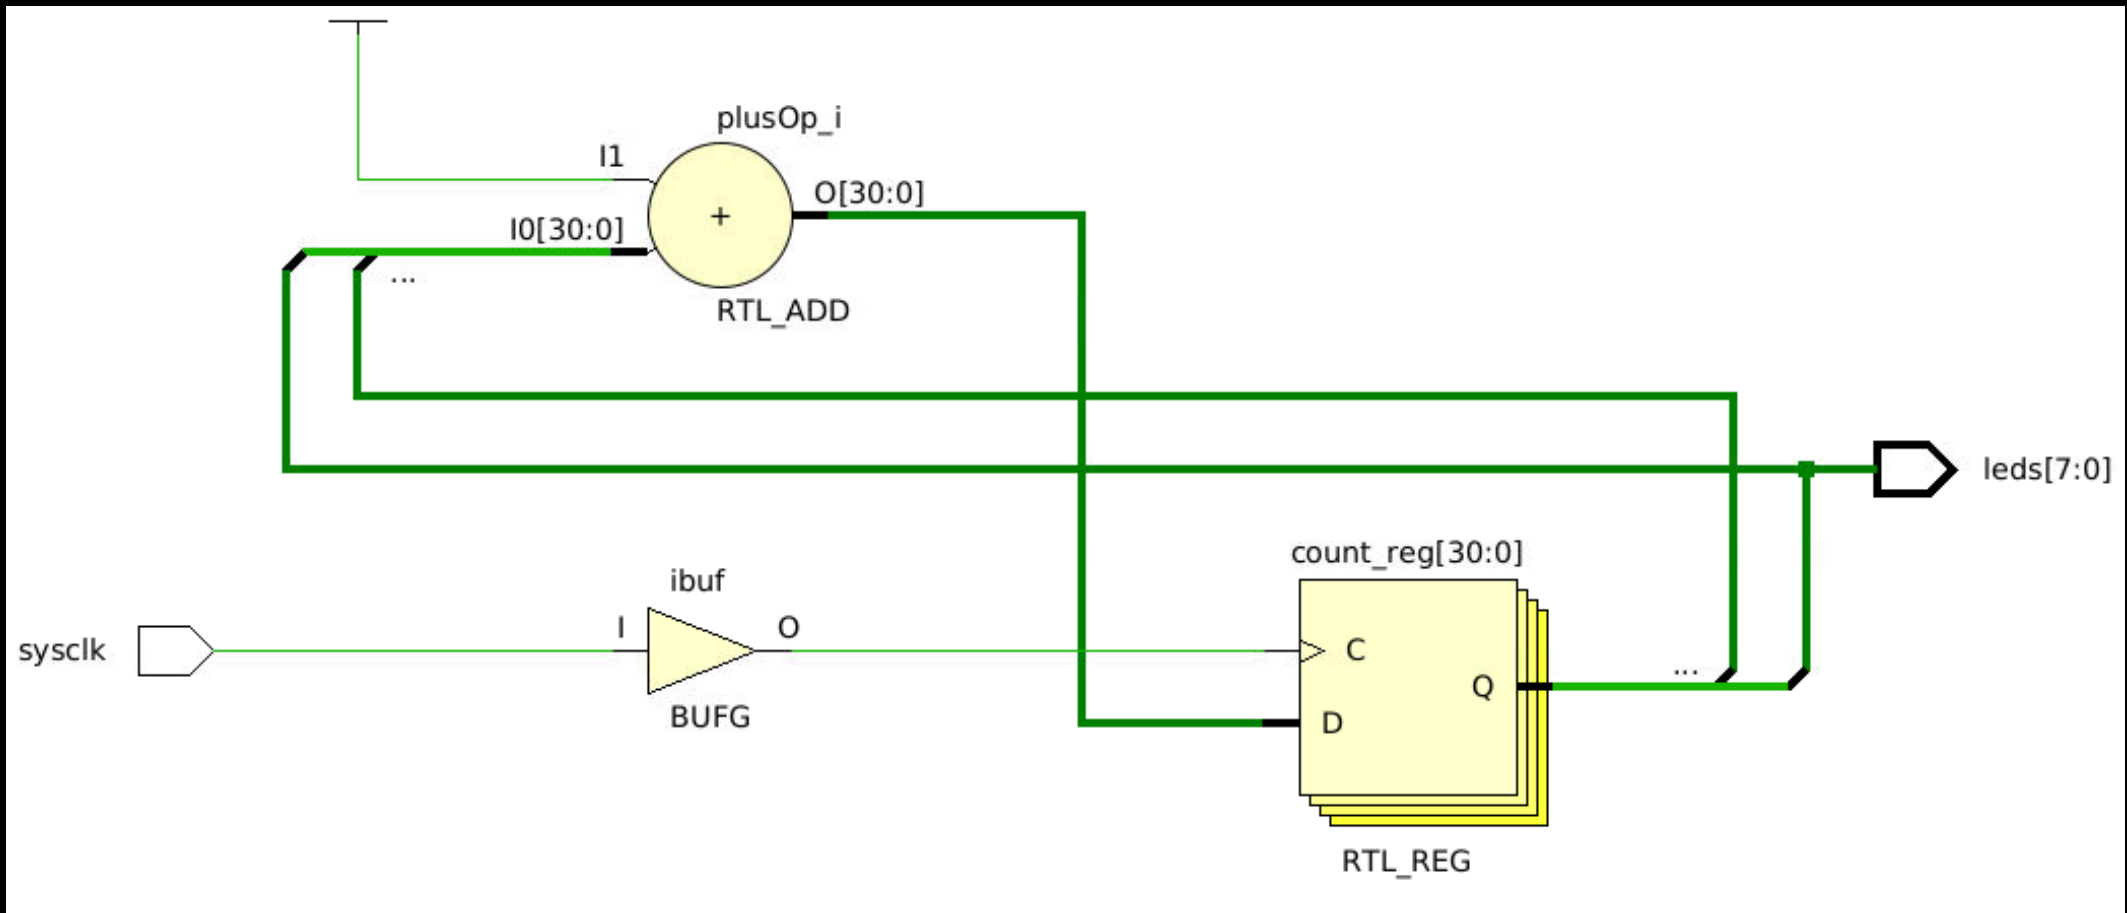 plusOp_i
I1
O[30:0]
I0[30:0]
+
...
RTL_ADD
leds[7:0]
count_reg[30:0]
ibuf
I
O
sysclk
C
...
Q
BUFG
D
RTL_REG